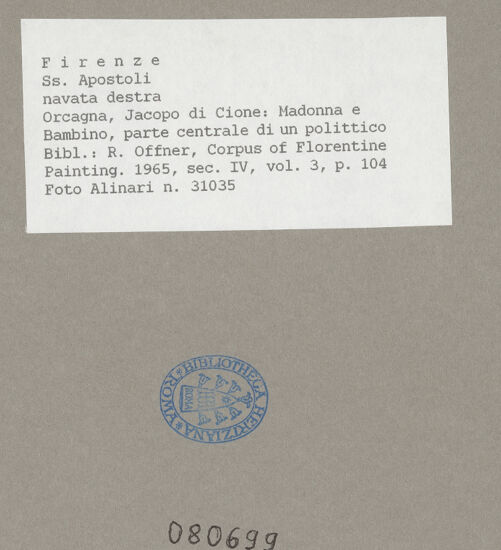 F i r e n z e
Ss. Apostoli
navata destra
Orcagna, Jacopo di Cione: Madonna e
Bambino, parte centrale di un polittico
Bibl.: R. Offner, Corpus of Florentine
Painting. 1965, sec. IV, vol. 3, p. 104
Foto Alinari n. 31035
BIBLIOTHECA HERTZIANA * ROMA *
ROMA
080699